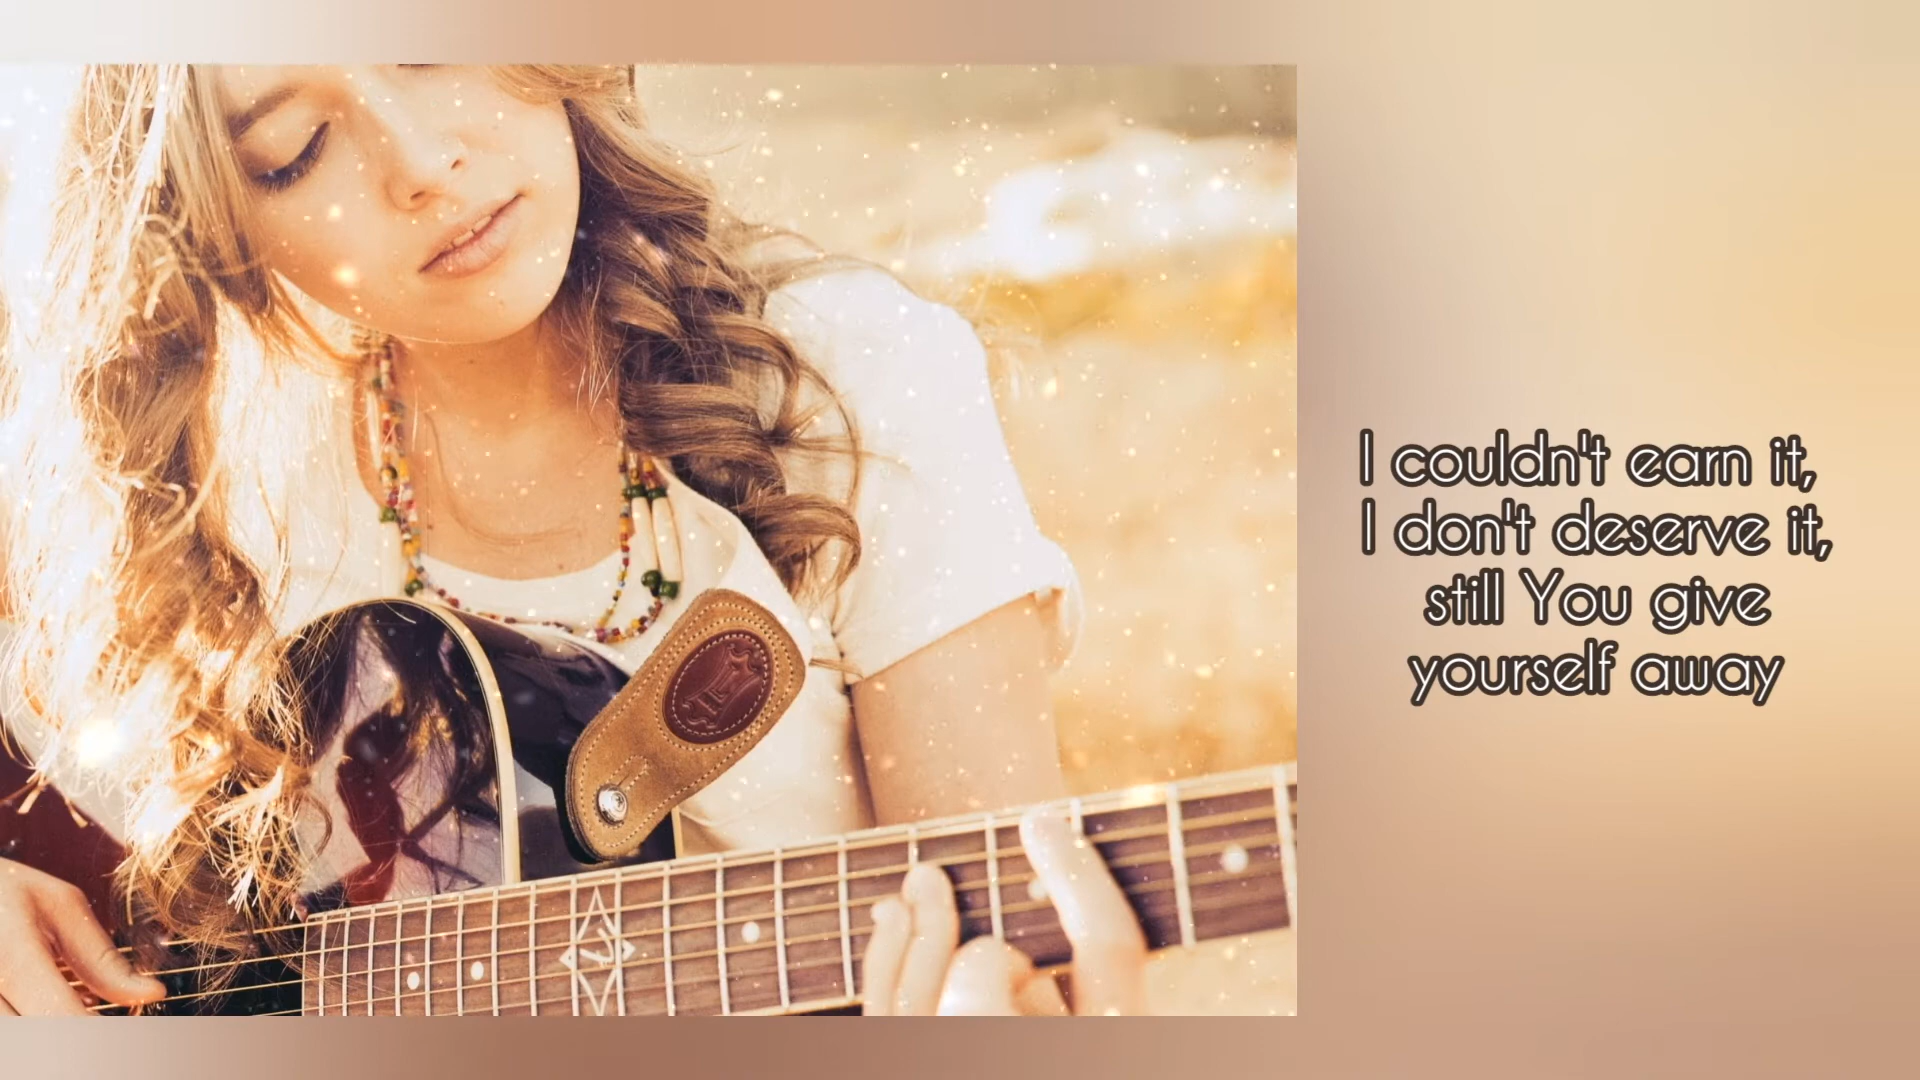 I couldn't earn it,
I don't deserve it,
still You give
yourself away